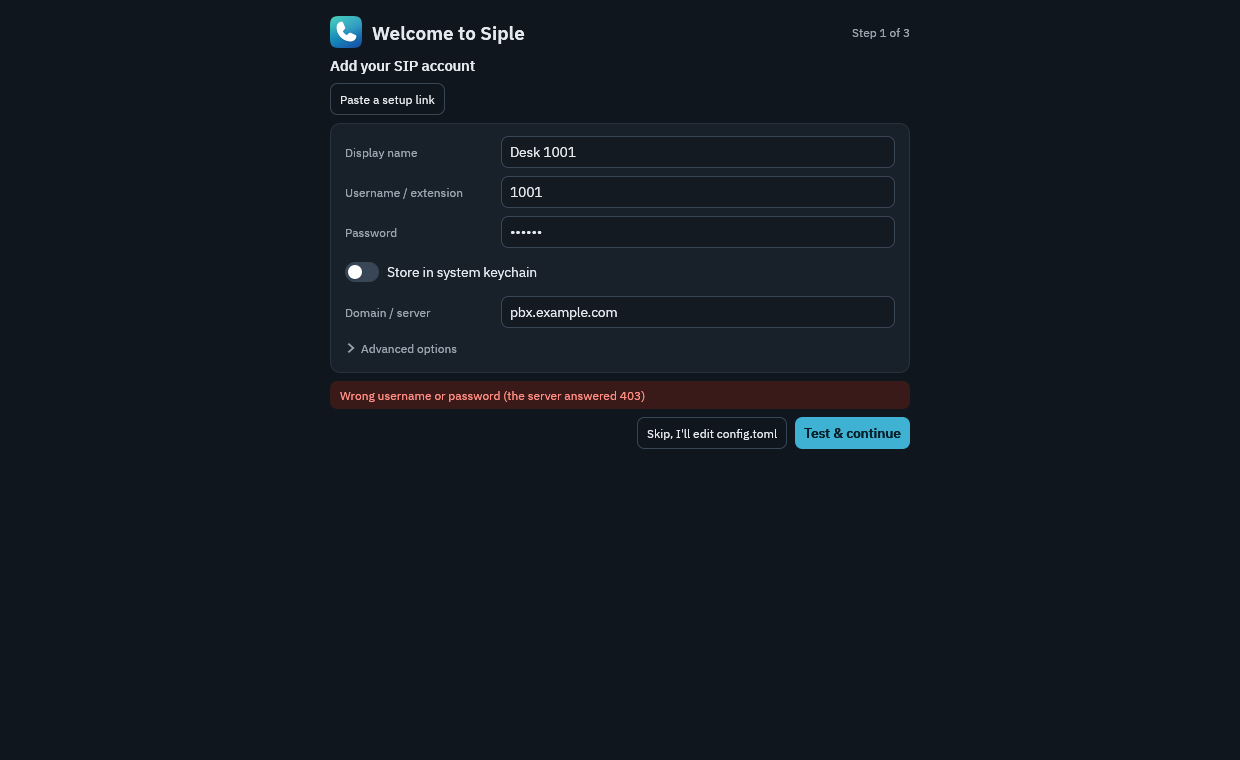 Welcome to Siple
Step 1 of 3
Add your SIP account
Paste a setup link
Display name
Desk 1001
Username / extension
1001
Password
••••••
Store in system keychain
Domain / server
pbx.example.com
Advanced options
Wrong username or password (the server answered 403)
Skip, I'll edit config.toml
Test & continue